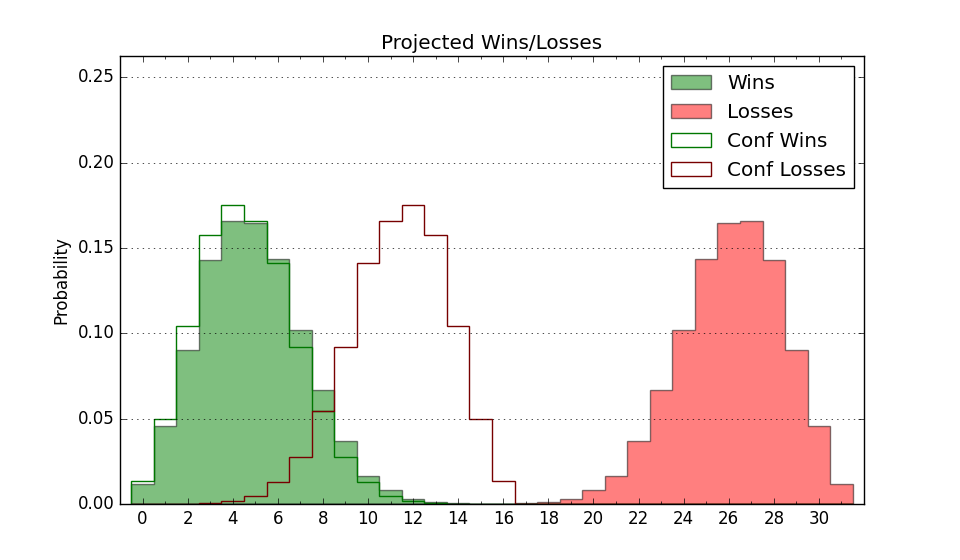 Projected Wins/Losses
Wins
Losses
Conf Wins
Conf Losses
Probability
0.25
0.20
0.15
0.10
0.05
0.00
0 2 4 6 8 10 12 14 16 18 20 22 24 26 28 30